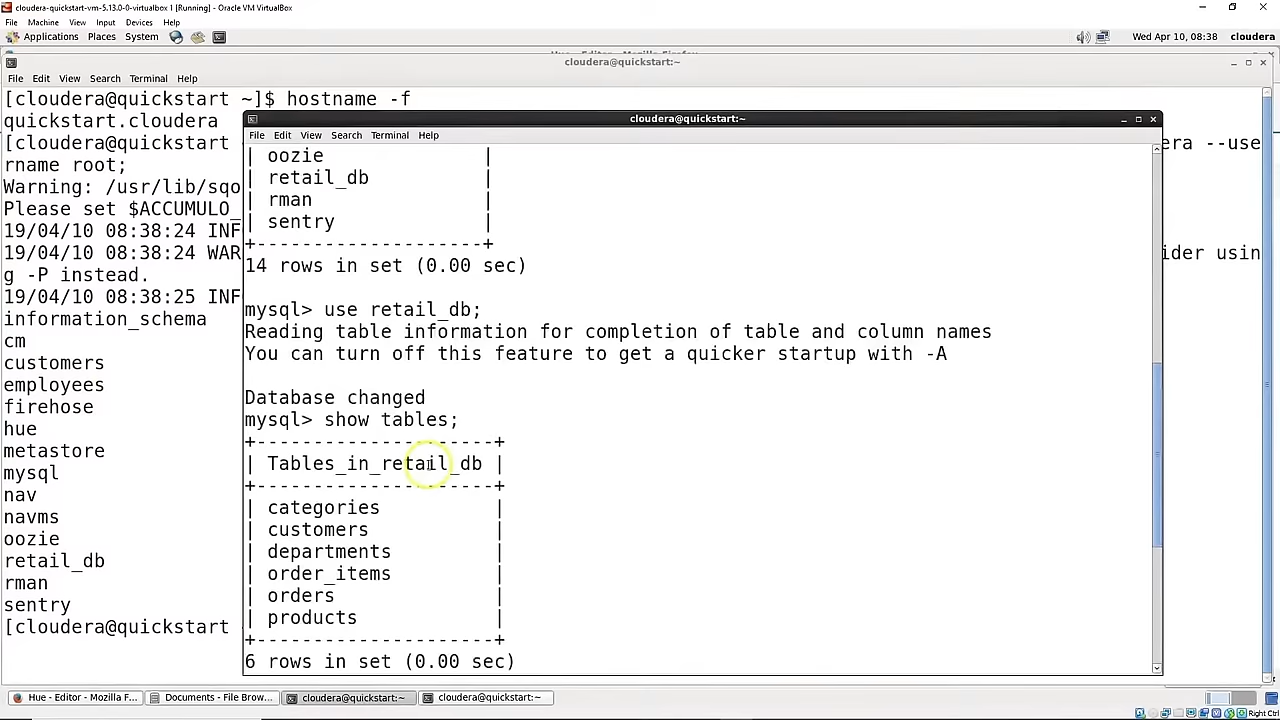 cloudera-quickstart-vm-5.13.0-0-virtualbox 1 [Running] - Oracle VM VirtualBox
File Machine View Input Devices Help
Applications Places System Wed Apr 10, 08:38 cloudera
cloudera@quickstart:~
File Edit View Search Terminal Help
[cloudera@quickstart ~]$ hostname -f
quickstart.cloudera
[cloudera@quickstart era --use
rname root;
Warning: /usr/lib/sqo
Please set $ACCUMULO_
19/04/10 08:38:24 INF
19/04/10 08:38:24 WAR ider usin
g -P instead.
19/04/10 08:38:25 INF
information_schema
cm
customers
employees
firehose
hue
metastore
mysql
nav
navms
oozie
retail_db
rman
sentry
[cloudera@quickstart
cloudera@quickstart:~
File Edit View Search Terminal Help
| oozie |
| retail_db |
| rman |
| sentry |
+--------------------+
14 rows in set (0.00 sec)
mysql> use retail_db;
Reading table information for completion of table and column names
You can turn off this feature to get a quicker startup with -A
Database changed
mysql> show tables;
+---------------------+
| Tables_in_retail_db |
+---------------------+
| categories |
| customers |
| departments |
| order_items |
| orders |
| products |
+---------------------+
6 rows in set (0.00 sec)
Hue - Editor - Mozilla F... Documents - File Brow... cloudera@quickstart:~ cloudera@quickstart:~
Right Ctrl